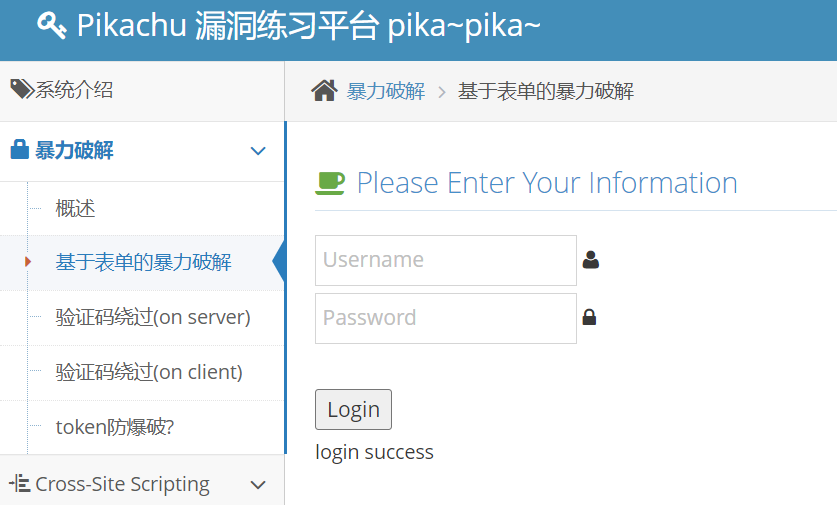 Pikachu 漏洞练习平台 pika~pika~
系统介绍
暴力破解
概述
基于表单的暴力破解
验证码绕过(on server)
验证码绕过(on client)
token防爆破?
Cross-Site Scripting
暴力破解 > 基于表单的暴力破解
Please Enter Your Information
Username
Password
Login
login success